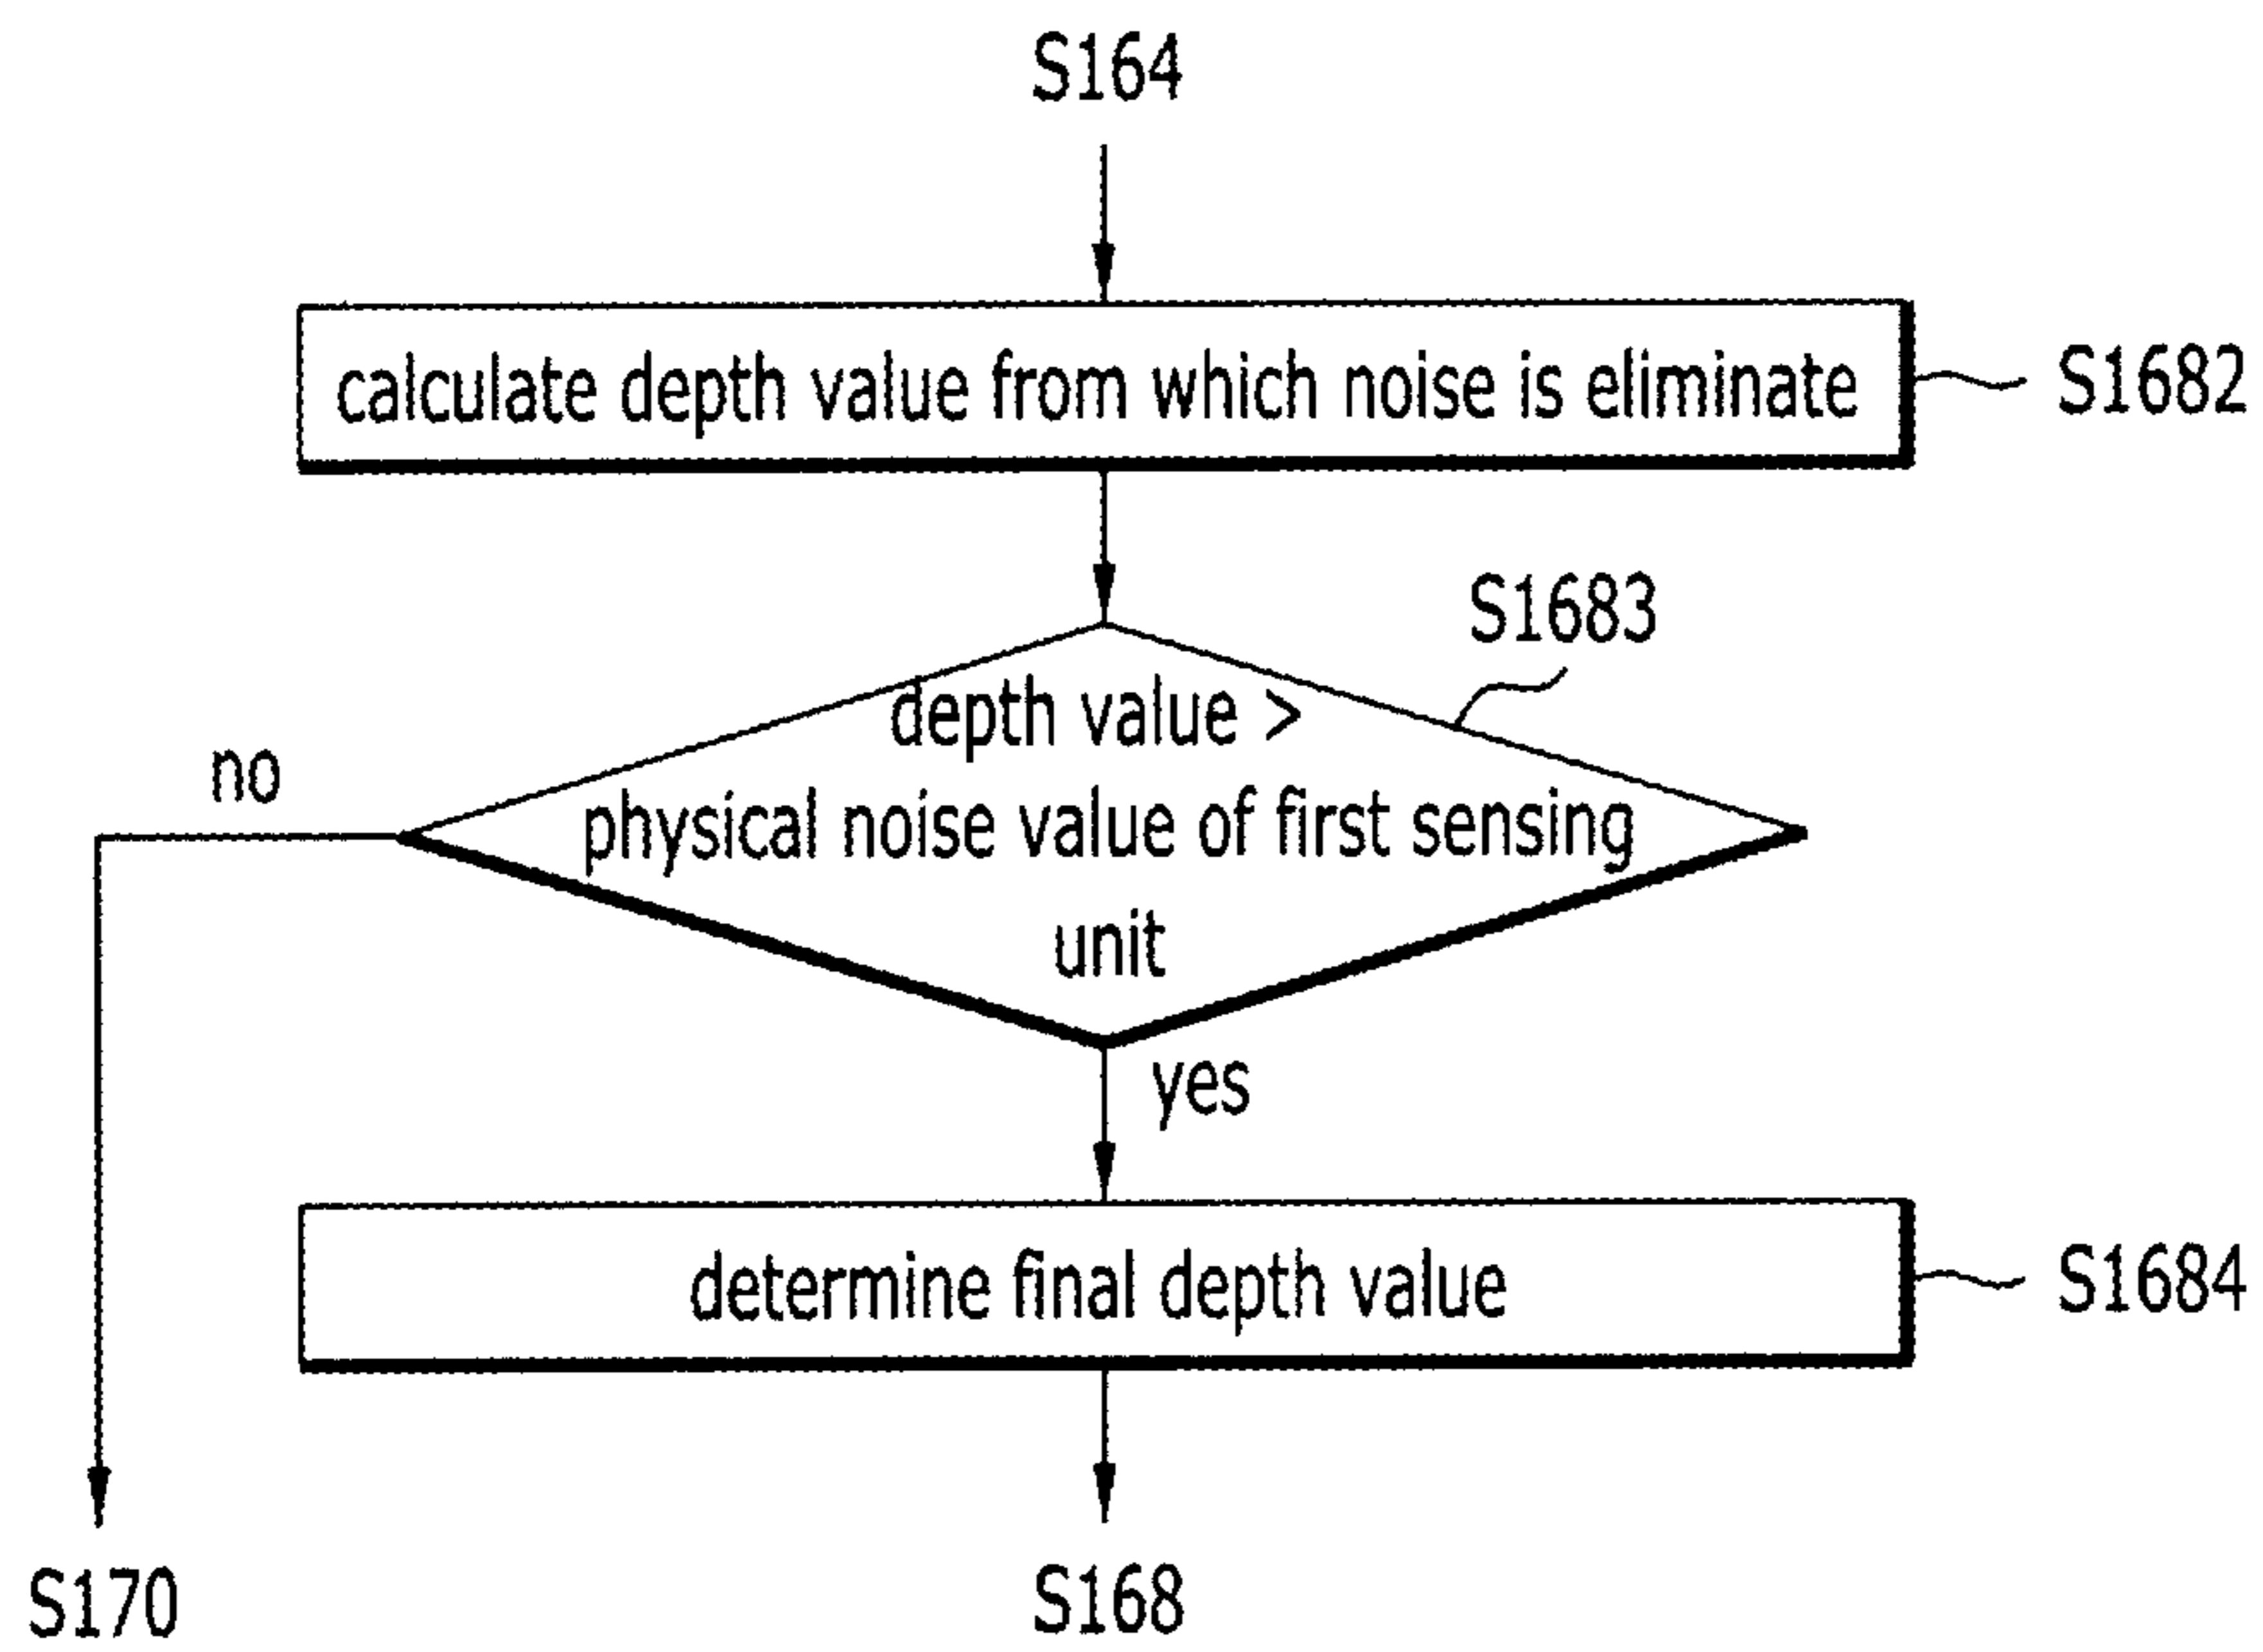 S164
calculate depth value from which noise is eliminate
S1682
S1683
depth value >
physical noise value of first sensing
unit
no
yes
determine final depth value
S1684
S170
S168